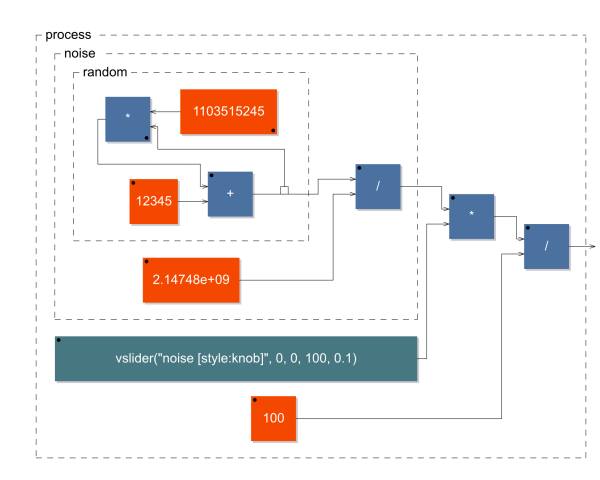 process
noise
random
*
1103515245
12345
+
/
*
/
2.14748e+09
vslider("noise [style:knob]", 0, 0, 100, 0.1)
100